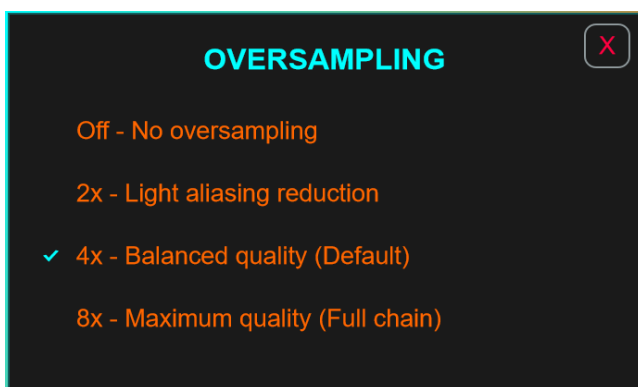 OVERSAMPLING
X
Off - No oversampling
2x - Light aliasing reduction
4x - Balanced quality (Default)
8x - Maximum quality (Full chain)